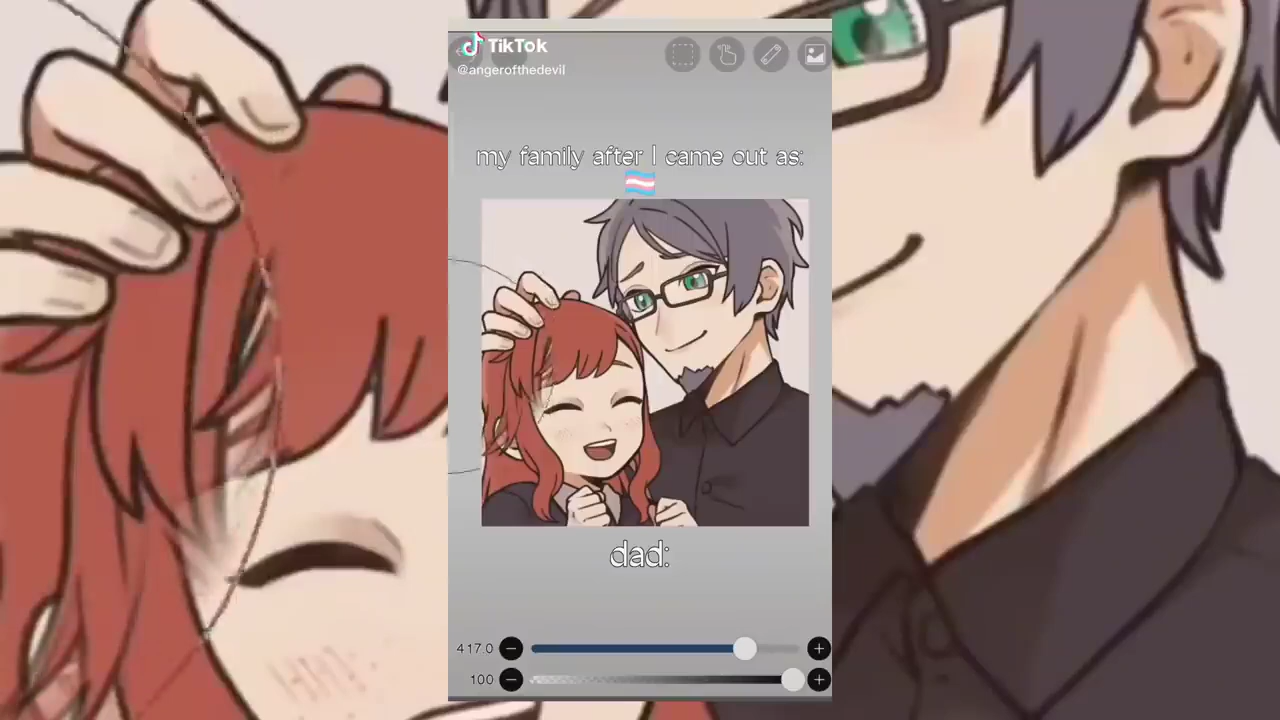 TikTok
@angerofthedevil
my family after I came out as:
🏳️‍⚧️
dad:
417.0
100